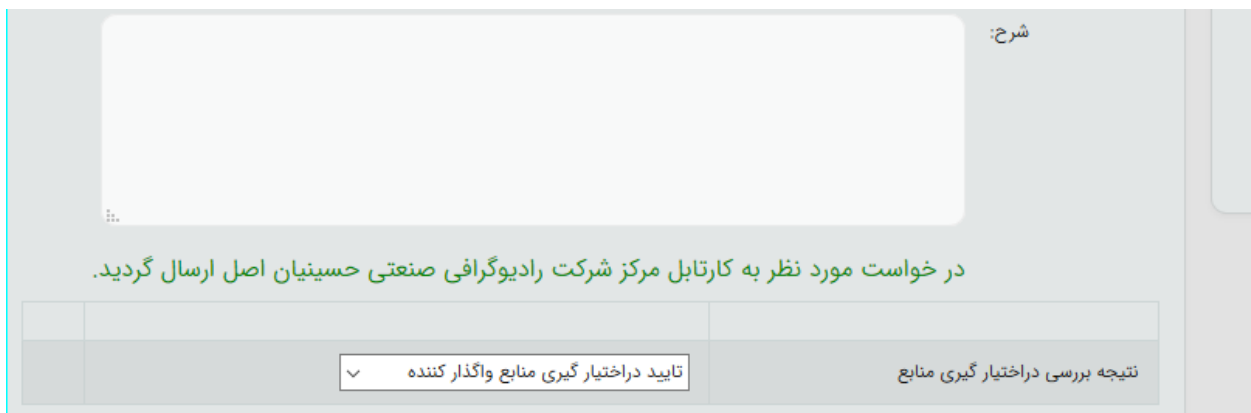 شرح:
در خواست مورد نظر به کارتابل مرکز شرکت رادیوگرافی صنعتی حسینیان اصل ارسال گردید.
نتیجه بررسی دراختیار گیری منابع
تایید دراختیار گیری منابع واگذار کننده